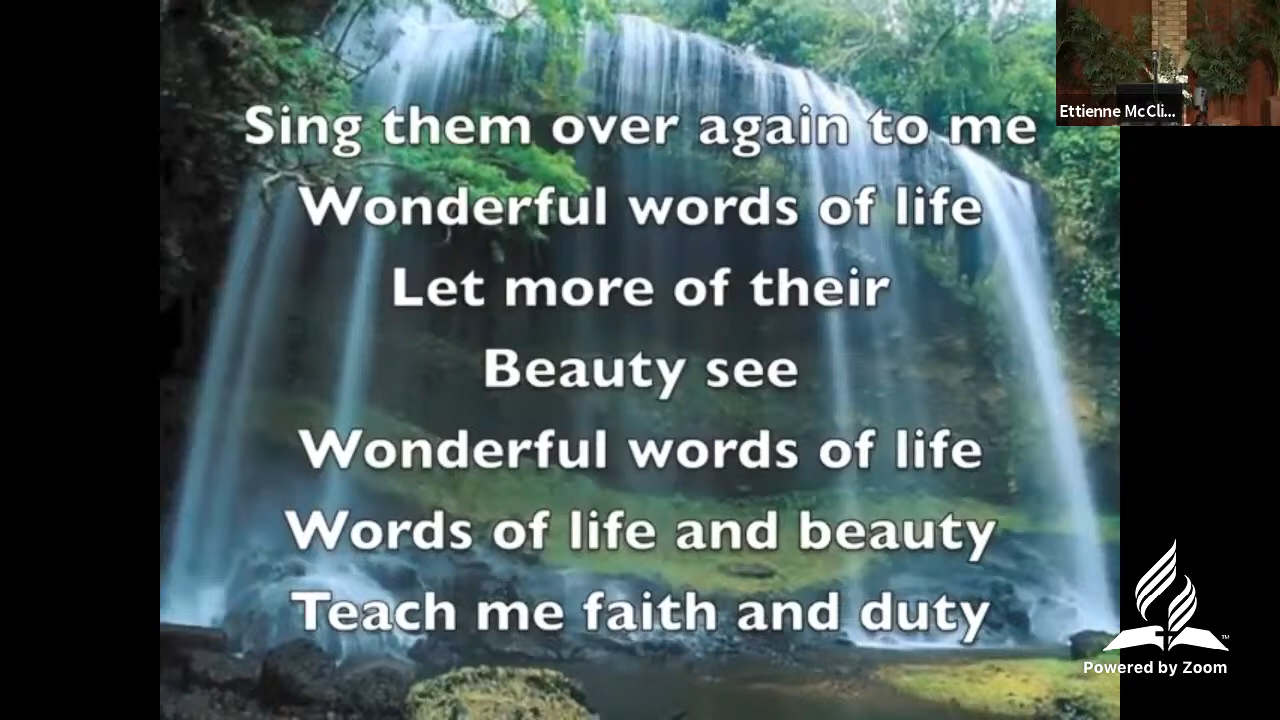 Ettienne McCli...
Sing them over again to me
Wonderful words of life
Let more of their
Beauty see
Wonderful words of life
Words of life and beauty
Teach me faith and duty
TM
Powered by Zoom